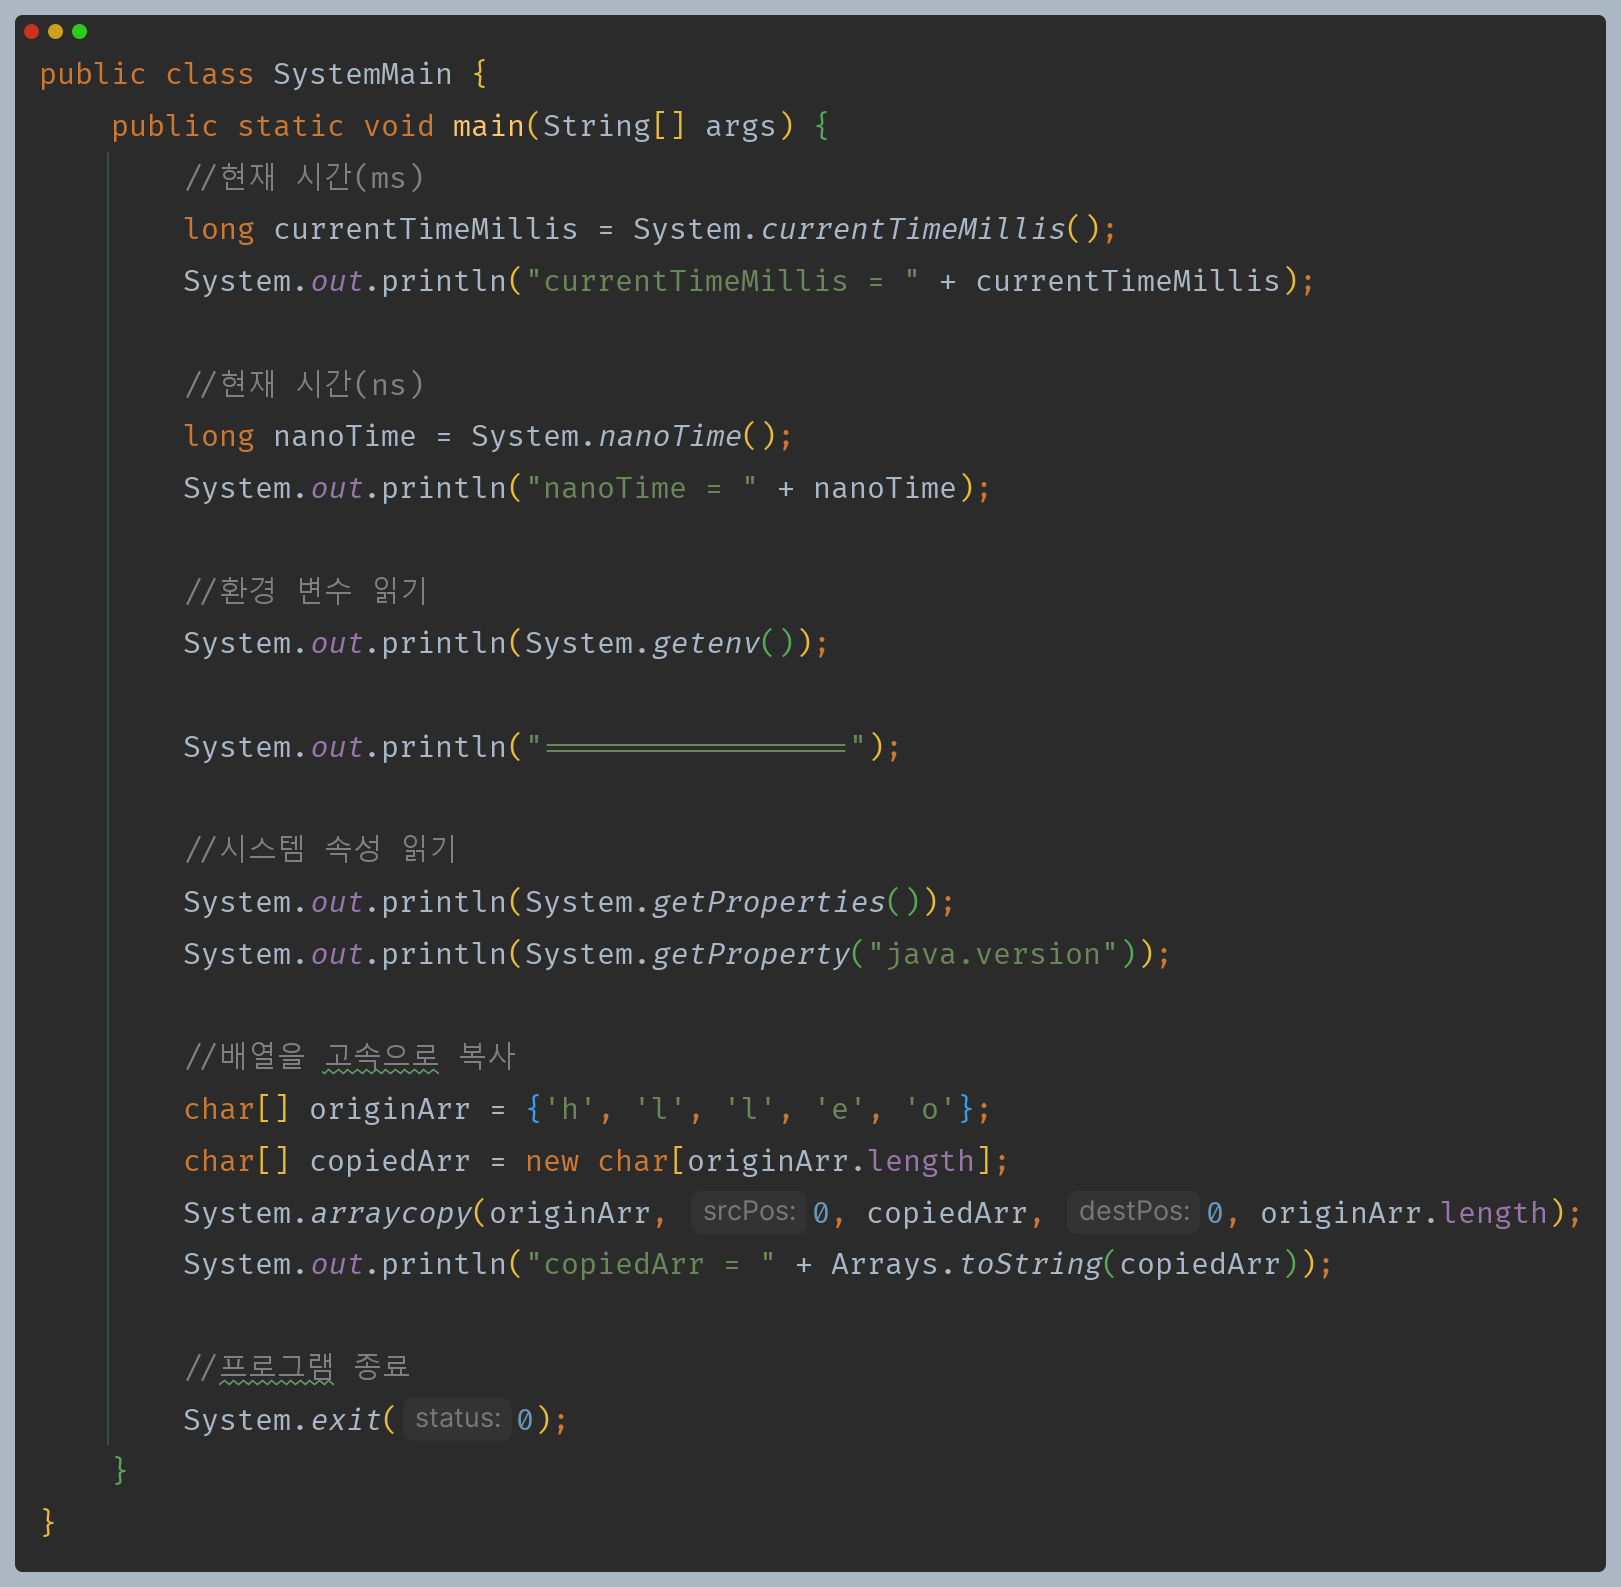 public class SystemMain {
public static void main(String[] args) {
//현재 시간(ms)
long currentTimeMillis = System.currentTimeMillis();
System.out.println("currentTimeMillis = " + currentTimeMillis);
//현재 시간(ns)
long nanoTime = System.nanoTime();
System.out.println("nanoTime = " + nanoTime);
//환경 변수 읽기
System.out.println(System.getenv());
System.out.println("=================");
//시스템 속성 읽기
System.out.println(System.getProperties());
System.out.println(System.getProperty("java.version"));
//배열을 고속으로 복사
char[] originArr = {'h', 'l', 'l', 'e', 'o'};
char[] copiedArr = new char[originArr.length];
System.arraycopy(originArr, srcPos: 0, copiedArr, destPos: 0, originArr.length);
System.out.println("copiedArr = " + Arrays.toString(copiedArr));
//프로그램 종료
System.exit( status: 0);
}
}